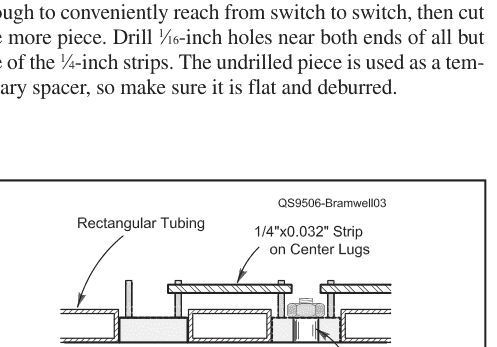 ough to conveniently reach from switch to switch, then cut
e more piece. Drill 1⁄16-inch holes near both ends of all but
e of the 1⁄4-inch strips. The undrilled piece is used as a tem-
ary spacer, so make sure it is flat and deburred.
QS9506-Bramwell03
Rectangular Tubing
1/4"x0.032" Strip
on Center Lugs